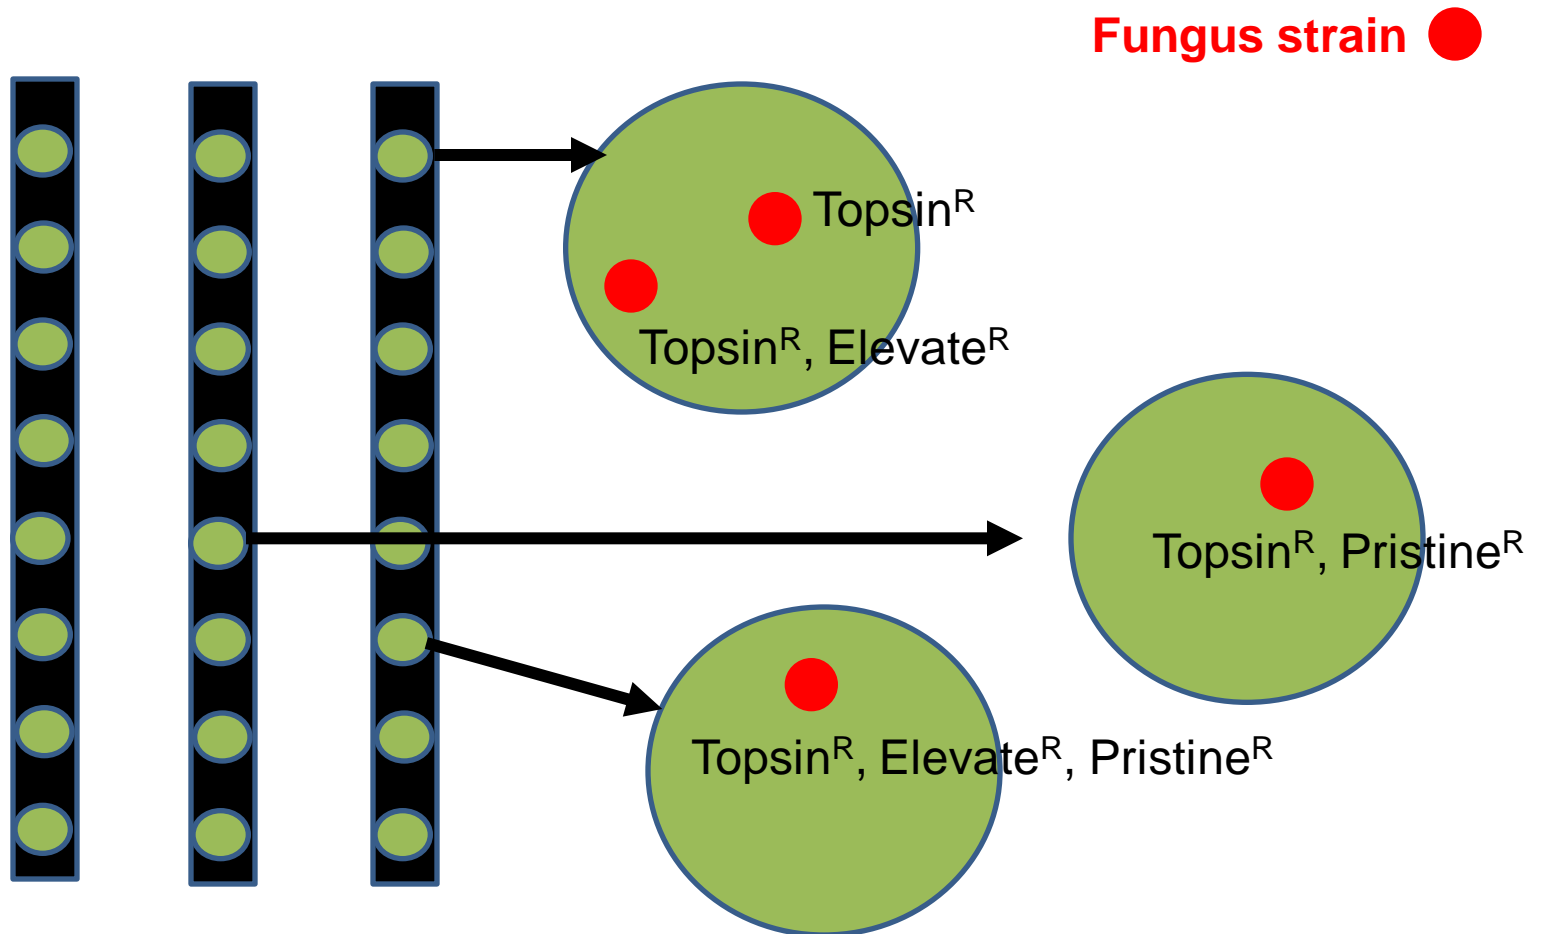 Fungus strain
Topsinᴿ
Topsinᴿ, Elevateᴿ
Topsinᴿ, Pristineᴿ
Topsinᴿ, Elevateᴿ, Pristineᴿ